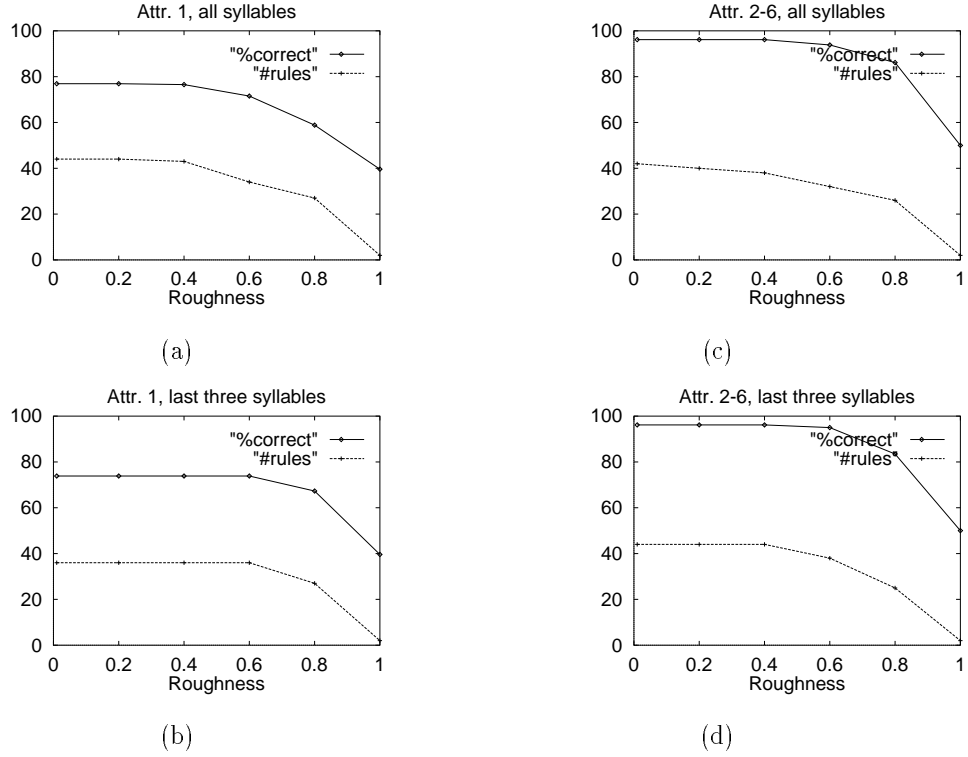 Attr. 1, all syllables
100
80
60
40
20
0
"%correct"
"#rules"
0 0.2 0.4 0.6 0.8 1
Roughness
(a)
Attr. 2-6, all syllables
100
80
60
40
20
0
"%correct"
"#rules"
0 0.2 0.4 0.6 0.8 1
Roughness
(c)
Attr. 1, last three syllables
100
80
60
40
20
0
"%correct"
"#rules"
0 0.2 0.4 0.6 0.8 1
Roughness
(b)
Attr. 2-6, last three syllables
100
80
60
40
20
0
"%correct"
"#rules"
0 0.2 0.4 0.6 0.8 1
Roughness
(d)